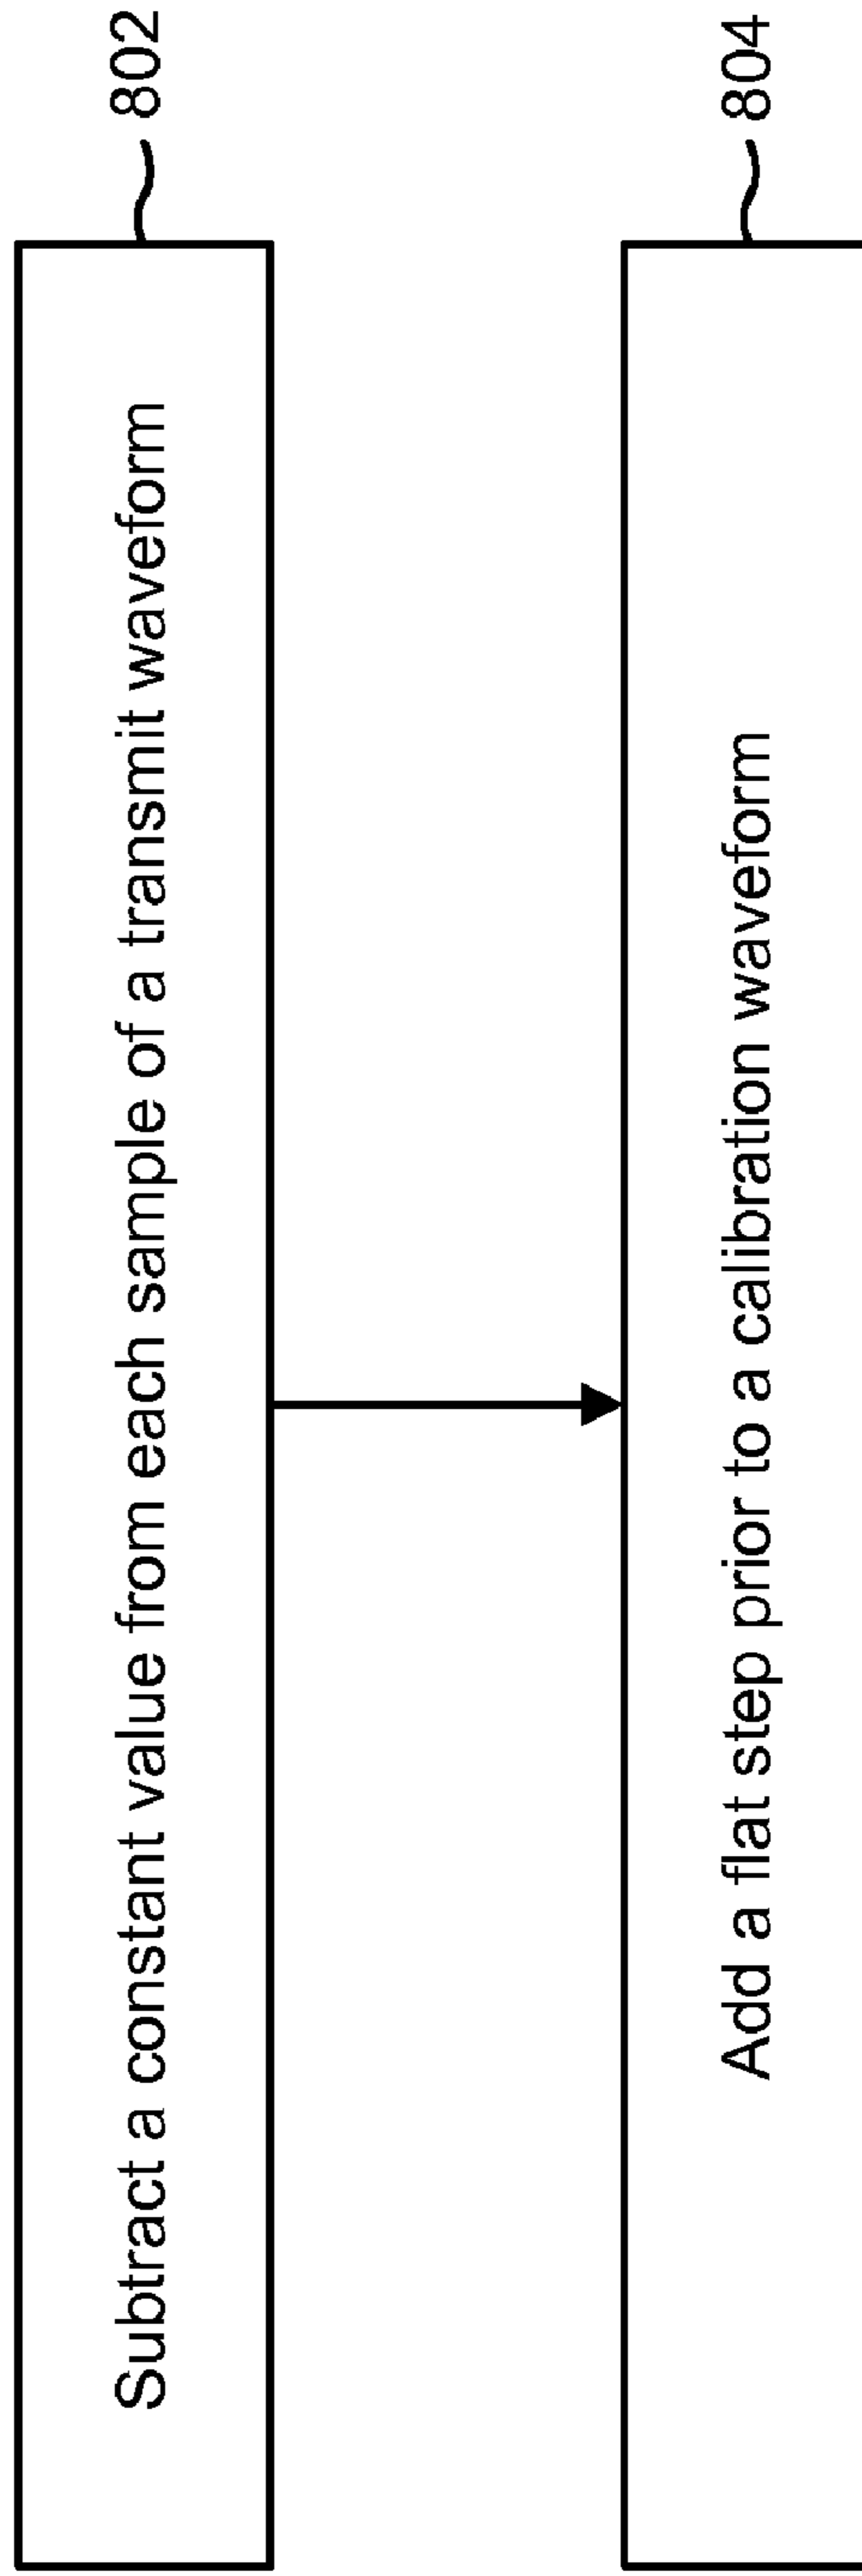 Subtract a constant value from each sample of a transmit waveform
802
Add a flat step prior to a calibration waveform
804